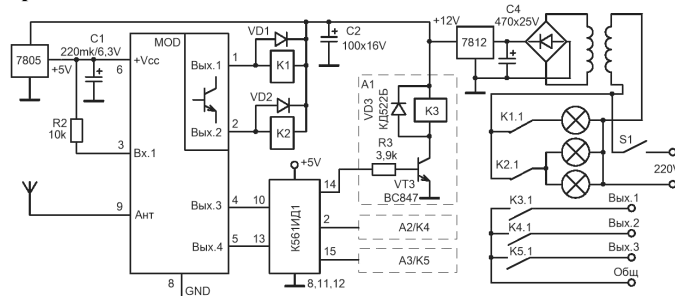 C1
220mk/6,3V
7805
+5V
6
+Vcc
MOD
VD1
C2
100x16V
+12V
C4
470x25V
7812
R2
10k
Вых.1
1
K1
VD2
Вых.2
2
K2
3
Вх.1
A1
VD3
КД522Б
K3
R3
3,9k
VT3
BC847
+5V
14
9
Ант
Вых.3
4
10
К561ИД1
2
A2/K4
Вых.4
5
13
15
A3/K5
8
GND
8,11,12
K1.1
K2.1
S1
220V
K3.1
Вых.1
K4.1
Вых.2
K5.1
Вых.3
Общ